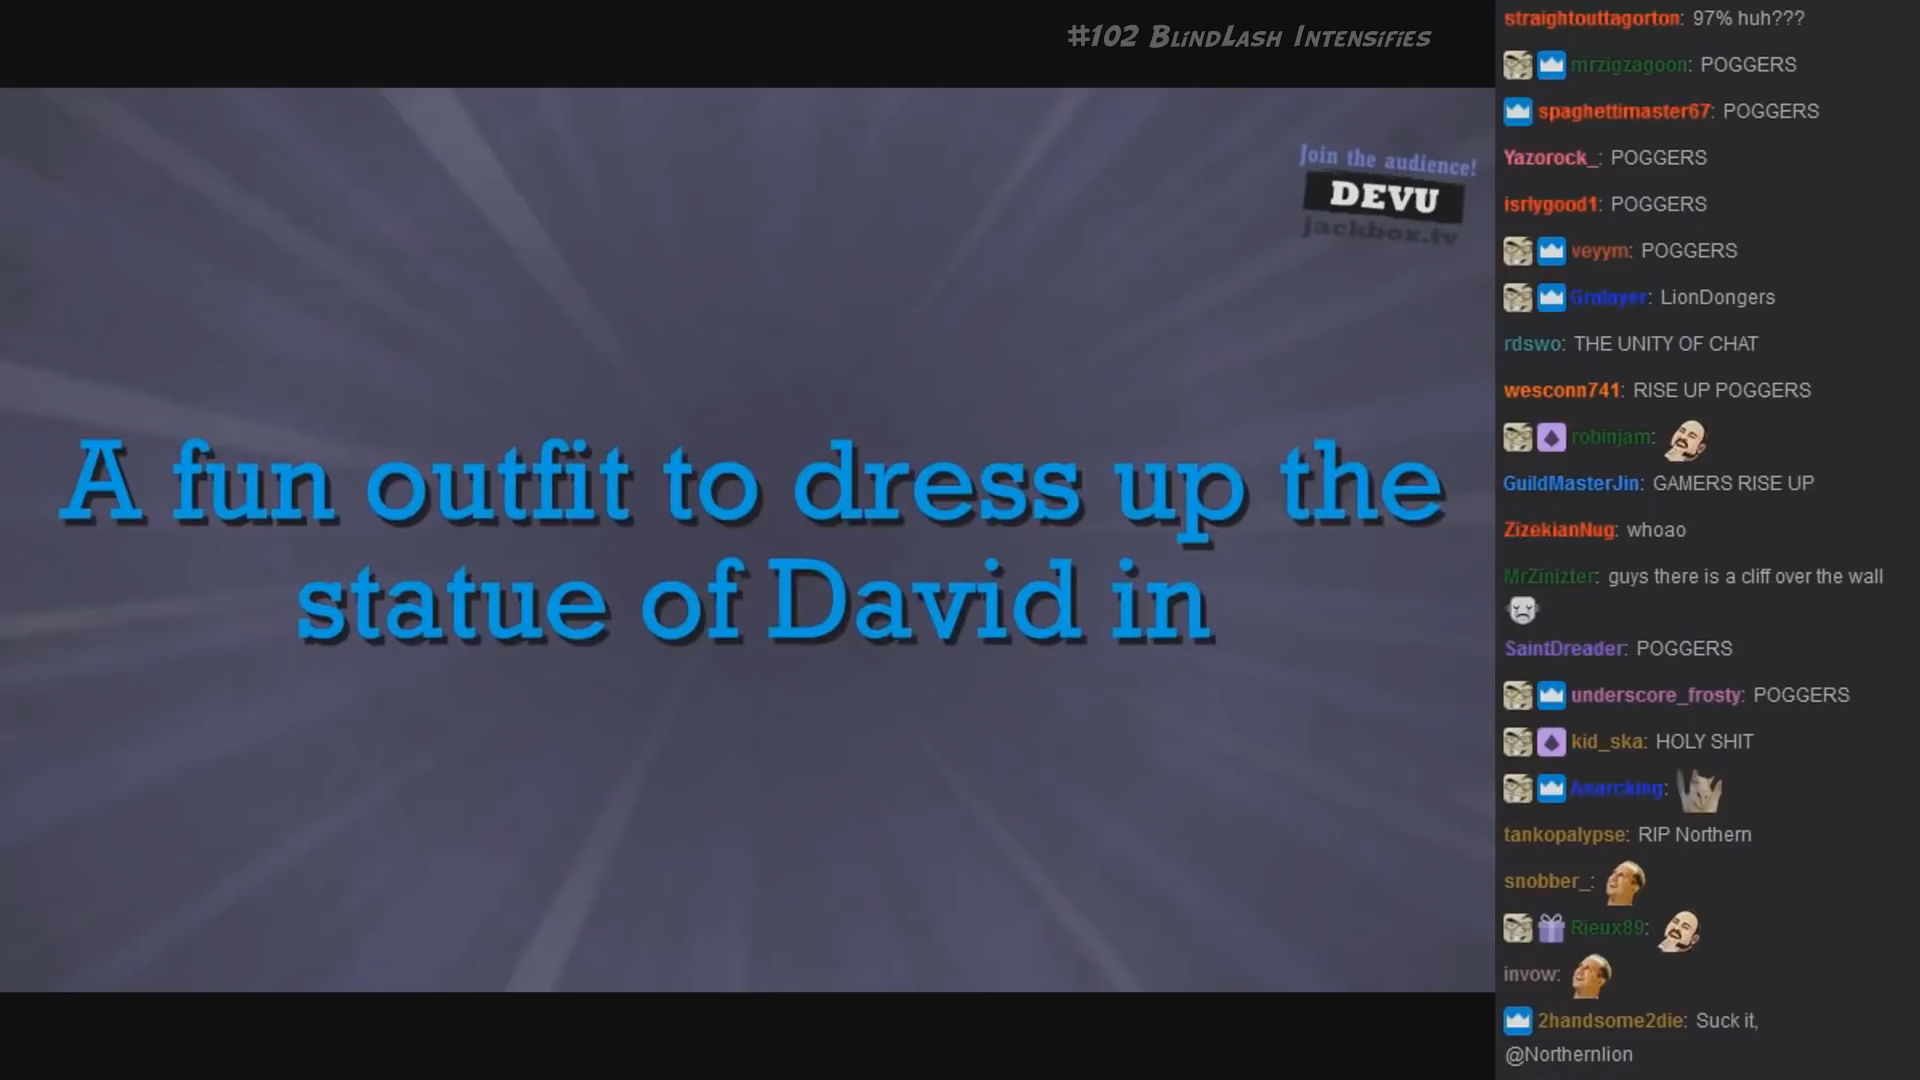 #102 BlindLash Intensifies
Join the audience!
DEVU
jackbox.tv
A fun outfit to dress up the
statue of David in
straightouttagorton: 97% huh???
mrzigzagoon: POGGERS
spaghettimaster67: POGGERS
Yazorock_: POGGERS
isrlygood1: POGGERS
veyym: POGGERS
Grnlayer: LionDongers
rdswo: THE UNITY OF CHAT
wesconn741: RISE UP POGGERS
robinjam:
GuildMasterJin: GAMERS RISE UP
ZizekianNug: whoao
MrZinizter: guys there is a cliff over the wall
SaintDreader: POGGERS
underscore_frosty: POGGERS
kid_ska: HOLY SHIT
Anarcking:
tankopalypse: RIP Northern
snobber_:
Rieux89:
invow:
2handsome2die: Suck it,
@Northernlion